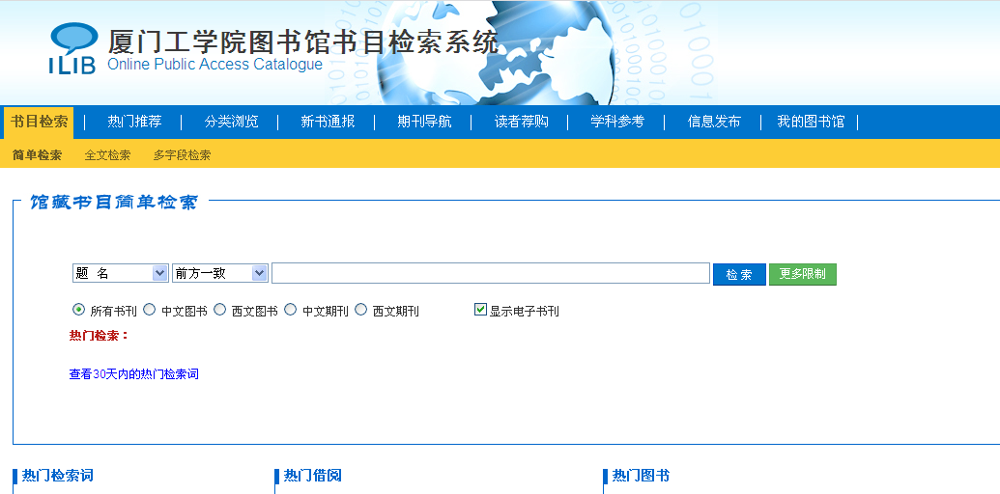 厦门工学院图书馆书目检索系统
ILIB Online Public Access Catalogue
书目检索 热门推荐 分类浏览 新书通报 期刊导航 读者荐购 学科参考 信息发布 我的图书馆
简单检索 全文检索 多字段检索
馆藏书目简单检索
题 名 前方一致 检 索 更多限制
所有书刊 中文图书 西文图书 中文期刊 西文期刊 显示电子书刊
热门检索：
查看30天内的热门检索词
热门检索词 热门借阅 热门图书